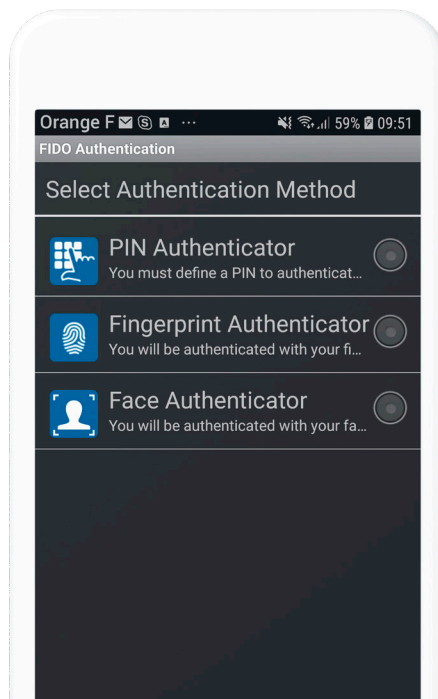 Orange F ... 59% 09:51
FIDO Authentication
Select Authentication Method
PIN Authenticator
You must define a PIN to authenticat...
Fingerprint Authenticator
You will be authenticated with your fi...
Face Authenticator
You will be authenticated with your fa...